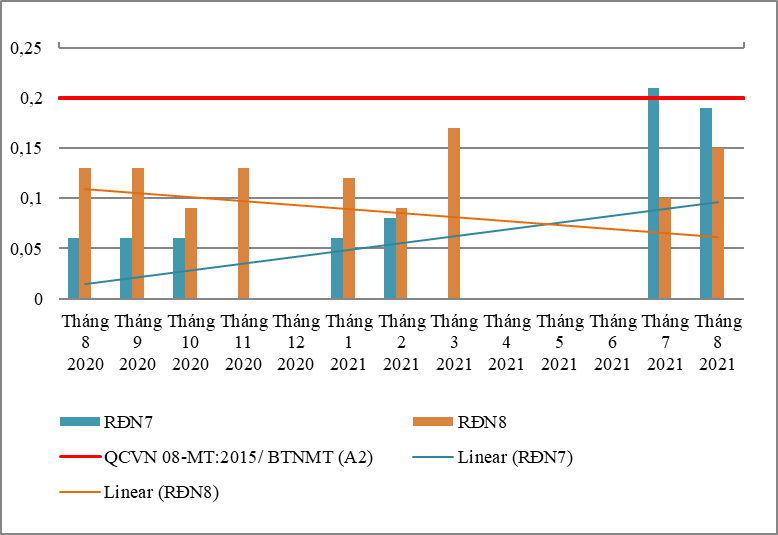 0,25
0,2
0,15
0,1
0,05
0
Tháng 8 2020
Tháng 9 2020
Tháng 10 2020
Tháng 11 2020
Tháng 12 2020
Tháng 1 2021
Tháng 2 2021
Tháng 3 2021
Tháng 4 2021
Tháng 5 2021
Tháng 6 2021
Tháng 7 2021
Tháng 8 2021
RĐN7
RĐN8
QCVN 08-MT:2015/ BTNMT (A2)
Linear (RĐN7)
Linear (RĐN8)